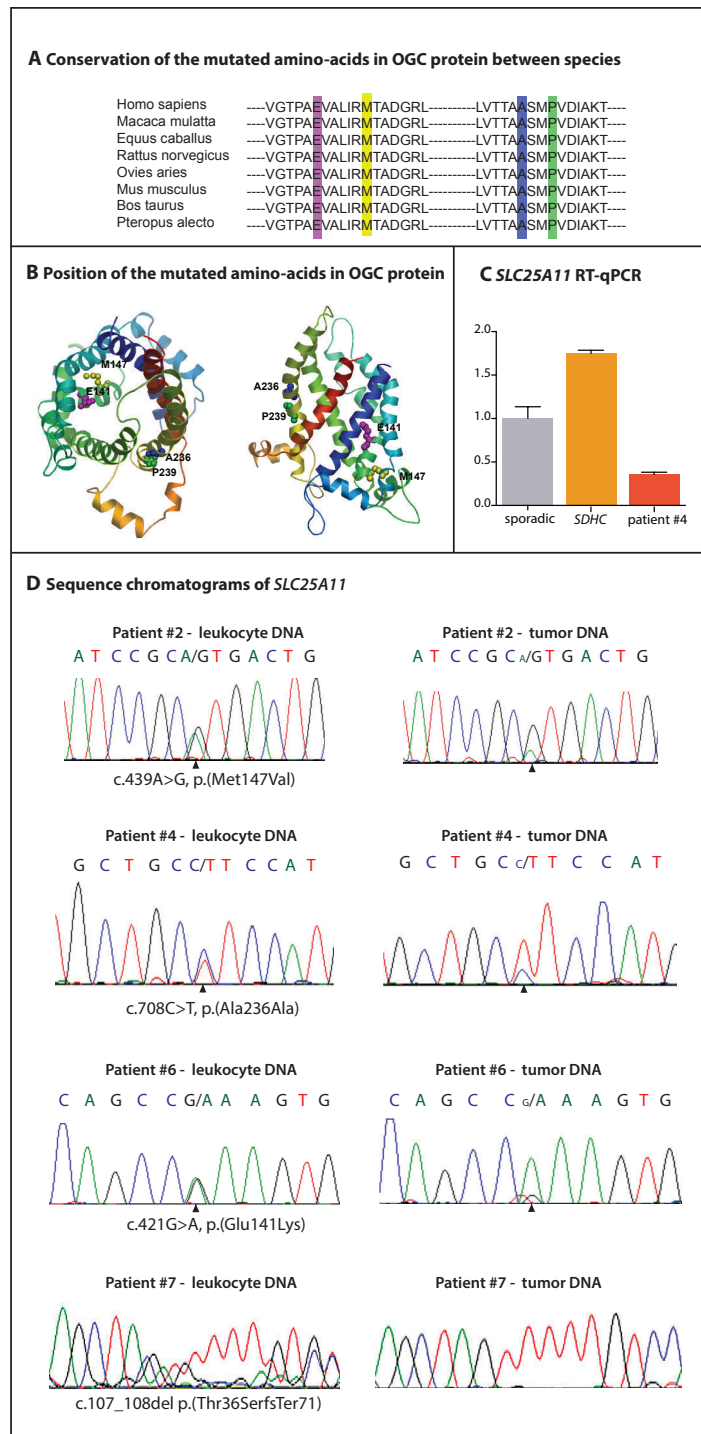 A Conservation of the mutated amino-acids in OGC protein between species
Homo sapiens ----VGTPAEVALIRMTADGRL----------LVTTAASMPVDIAKT----
Macaca mulatta ----VGTPAEVALIRMTADGRL----------LVTTAASMPVDIAKT----
Equus caballus ----VGTPAEVALIRMTADGRL----------LVTTAASMPVDIAKT----
Rattus norvegicus ----VGTPAEVALIRMTADGRL----------LVTTAASMPVDIAKT----
Ovies aries ----VGTPAEVALIRMTADGRL----------LVTTAASMPVDIAKT----
Mus musculus ----VGTPAEVALIRMTADGRL----------LVTTAASMPVDIAKT----
Bos taurus ----VGTPAEVALIRMTADGRL----------LVTTAASMPVDIAKT----
Pteropus alecto ----VGTPAEVALIRMTADGRL----------LVTTAASMPVDIAKT----
B Position of the mutated amino-acids in OGC protein
M147
E141
A236
P239
A236
P239
E141
M147
C SLC25A11 RT-qPCR
2.0
1.5
1.0
0.5
0.0
sporadic SDHC patient #4
D Sequence chromatograms of SLC25A11
Patient #2 - leukocyte DNA
A T C C G C A/G T G A C T G
c.439A>G, p.(Met147Val)
Patient #2 - tumor DNA
A T C C G C A/G T G A C T G
Patient #4 - leukocyte DNA
G C T G C C/T T C C A T
c.708C>T, p.(Ala236Ala)
Patient #4 - tumor DNA
G C T G C C/T T C C A T
Patient #6 - leukocyte DNA
C A G C C G/A A A G T G
c.421G>A, p.(Glu141Lys)
Patient #6 - tumor DNA
C A G C C G/A A A G T G
Patient #7 - leukocyte DNA
c.107_108del p.(Thr36SerfsTer71)
Patient #7 - tumor DNA